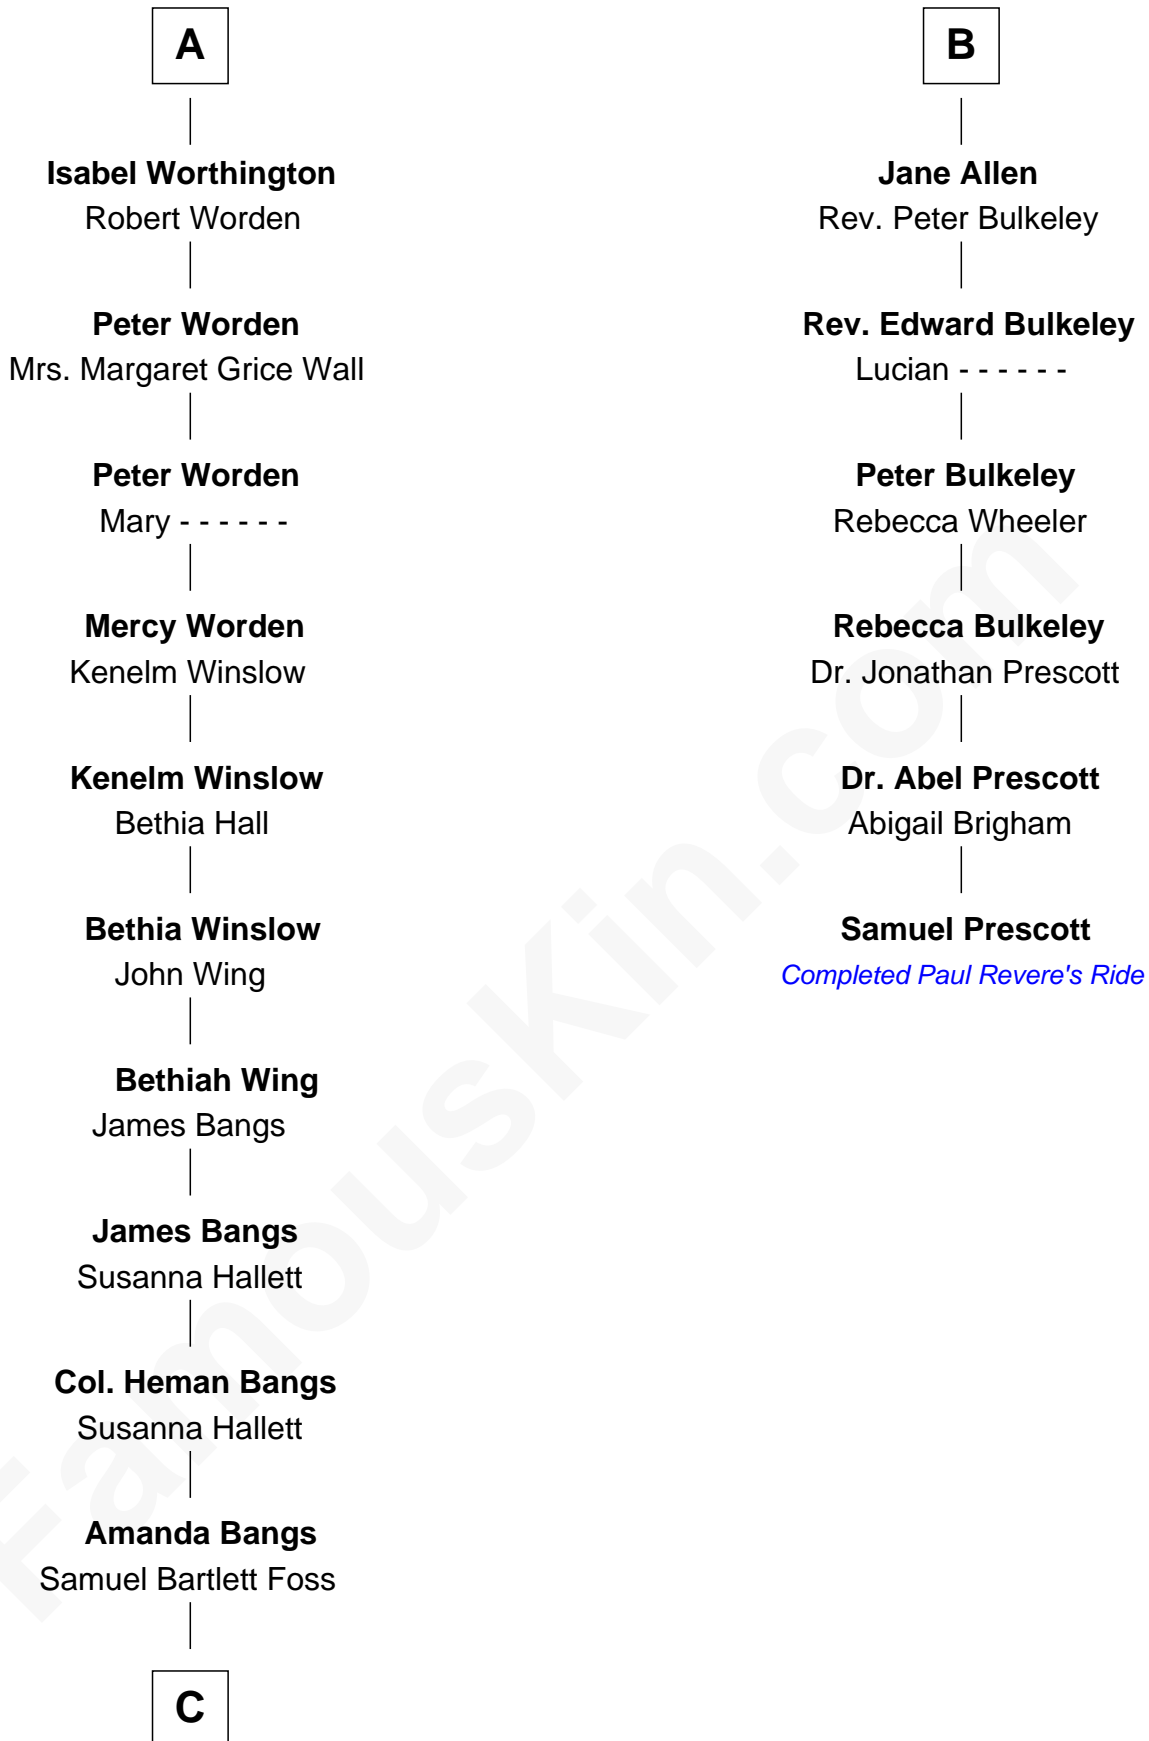 A
Isabel Worthington
Robert Worden
Peter Worden
Mrs. Margaret Grice Wall
Peter Worden
Mary - - - - - -
Mercy Worden
Kenelm Winslow
Kenelm Winslow
Bethia Hall
Bethia Winslow
John Wing
Bethiah Wing
James Bangs
James Bangs
Susanna Hallett
Col. Heman Bangs
Susanna Hallett
Amanda Bangs
Samuel Bartlett Foss
C
B
Jane Allen
Rev. Peter Bulkeley
Rev. Edward Bulkeley
Lucian - - - - - -
Peter Bulkeley
Rebecca Wheeler
Rebecca Bulkeley
Dr. Jonathan Prescott
Dr. Abel Prescott
Abigail Brigham
Samuel Prescott
Completed Paul Revere's Ride
FamousKin.com